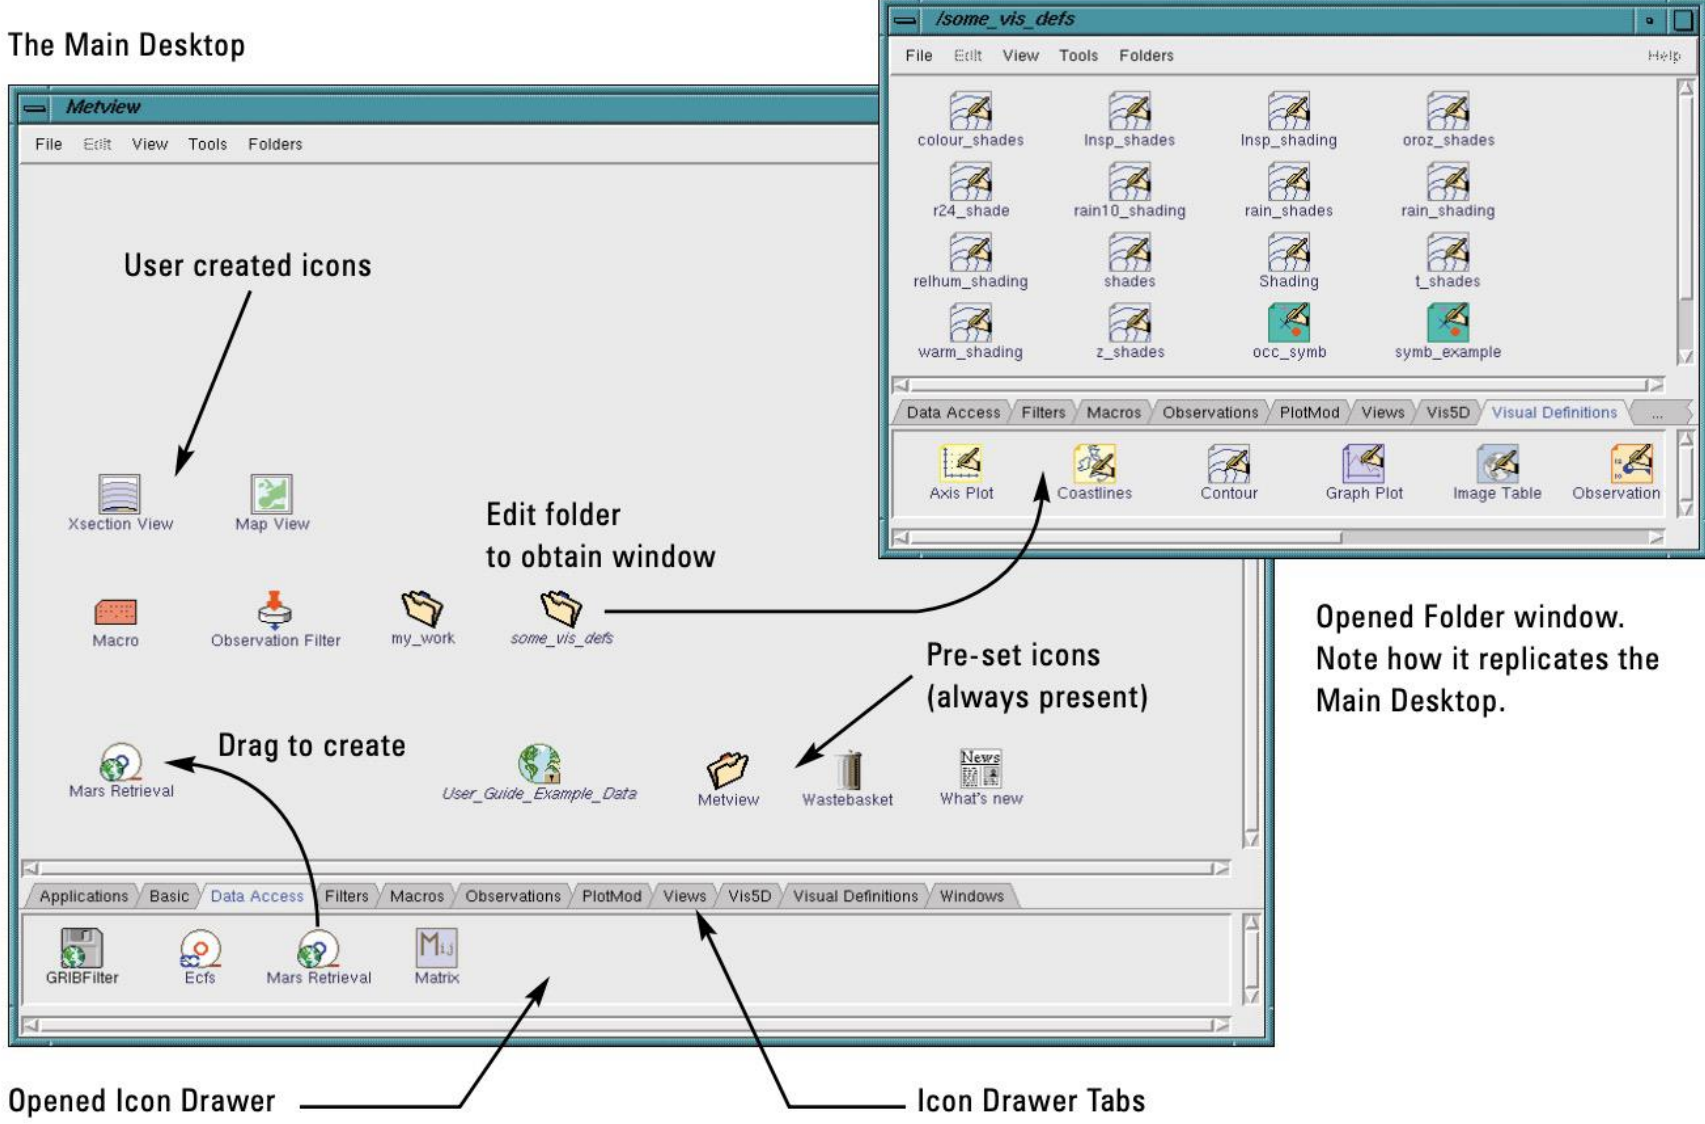 The Main Desktop
Metview
File Edit View Tools Folders
User created icons
Xsection View Map View
Edit folder
to obtain window
Macro Observation Filter my_work some_vis_defs
Pre-set icons
(always present)
Drag to create
Mars Retrieval User_Guide_Example_Data Metview Wastebasket What's new
News
Applications Basic Data Access Filters Macros Observations PlotMod Views Vis5D Visual Definitions Windows
Mij
GRIBFilter Ecfs Mars Retrieval Matrix
Opened Icon Drawer
Icon Drawer Tabs
/some_vis_defs
File Edit View Tools Folders Help
colour_shades lnsp_shades lnsp_shading oroz_shades
r24_shade rain10_shading rain_shades rain_shading
relhum_shading shades Shading t_shades
warm_shading z_shades occ_symb symb_example
Data Access Filters Macros Observations PlotMod Views Vis5D Visual Definitions ...
Axis Plot Coastlines Contour Graph Plot Image Table Observation
Opened Folder window.
Note how it replicates the
Main Desktop.